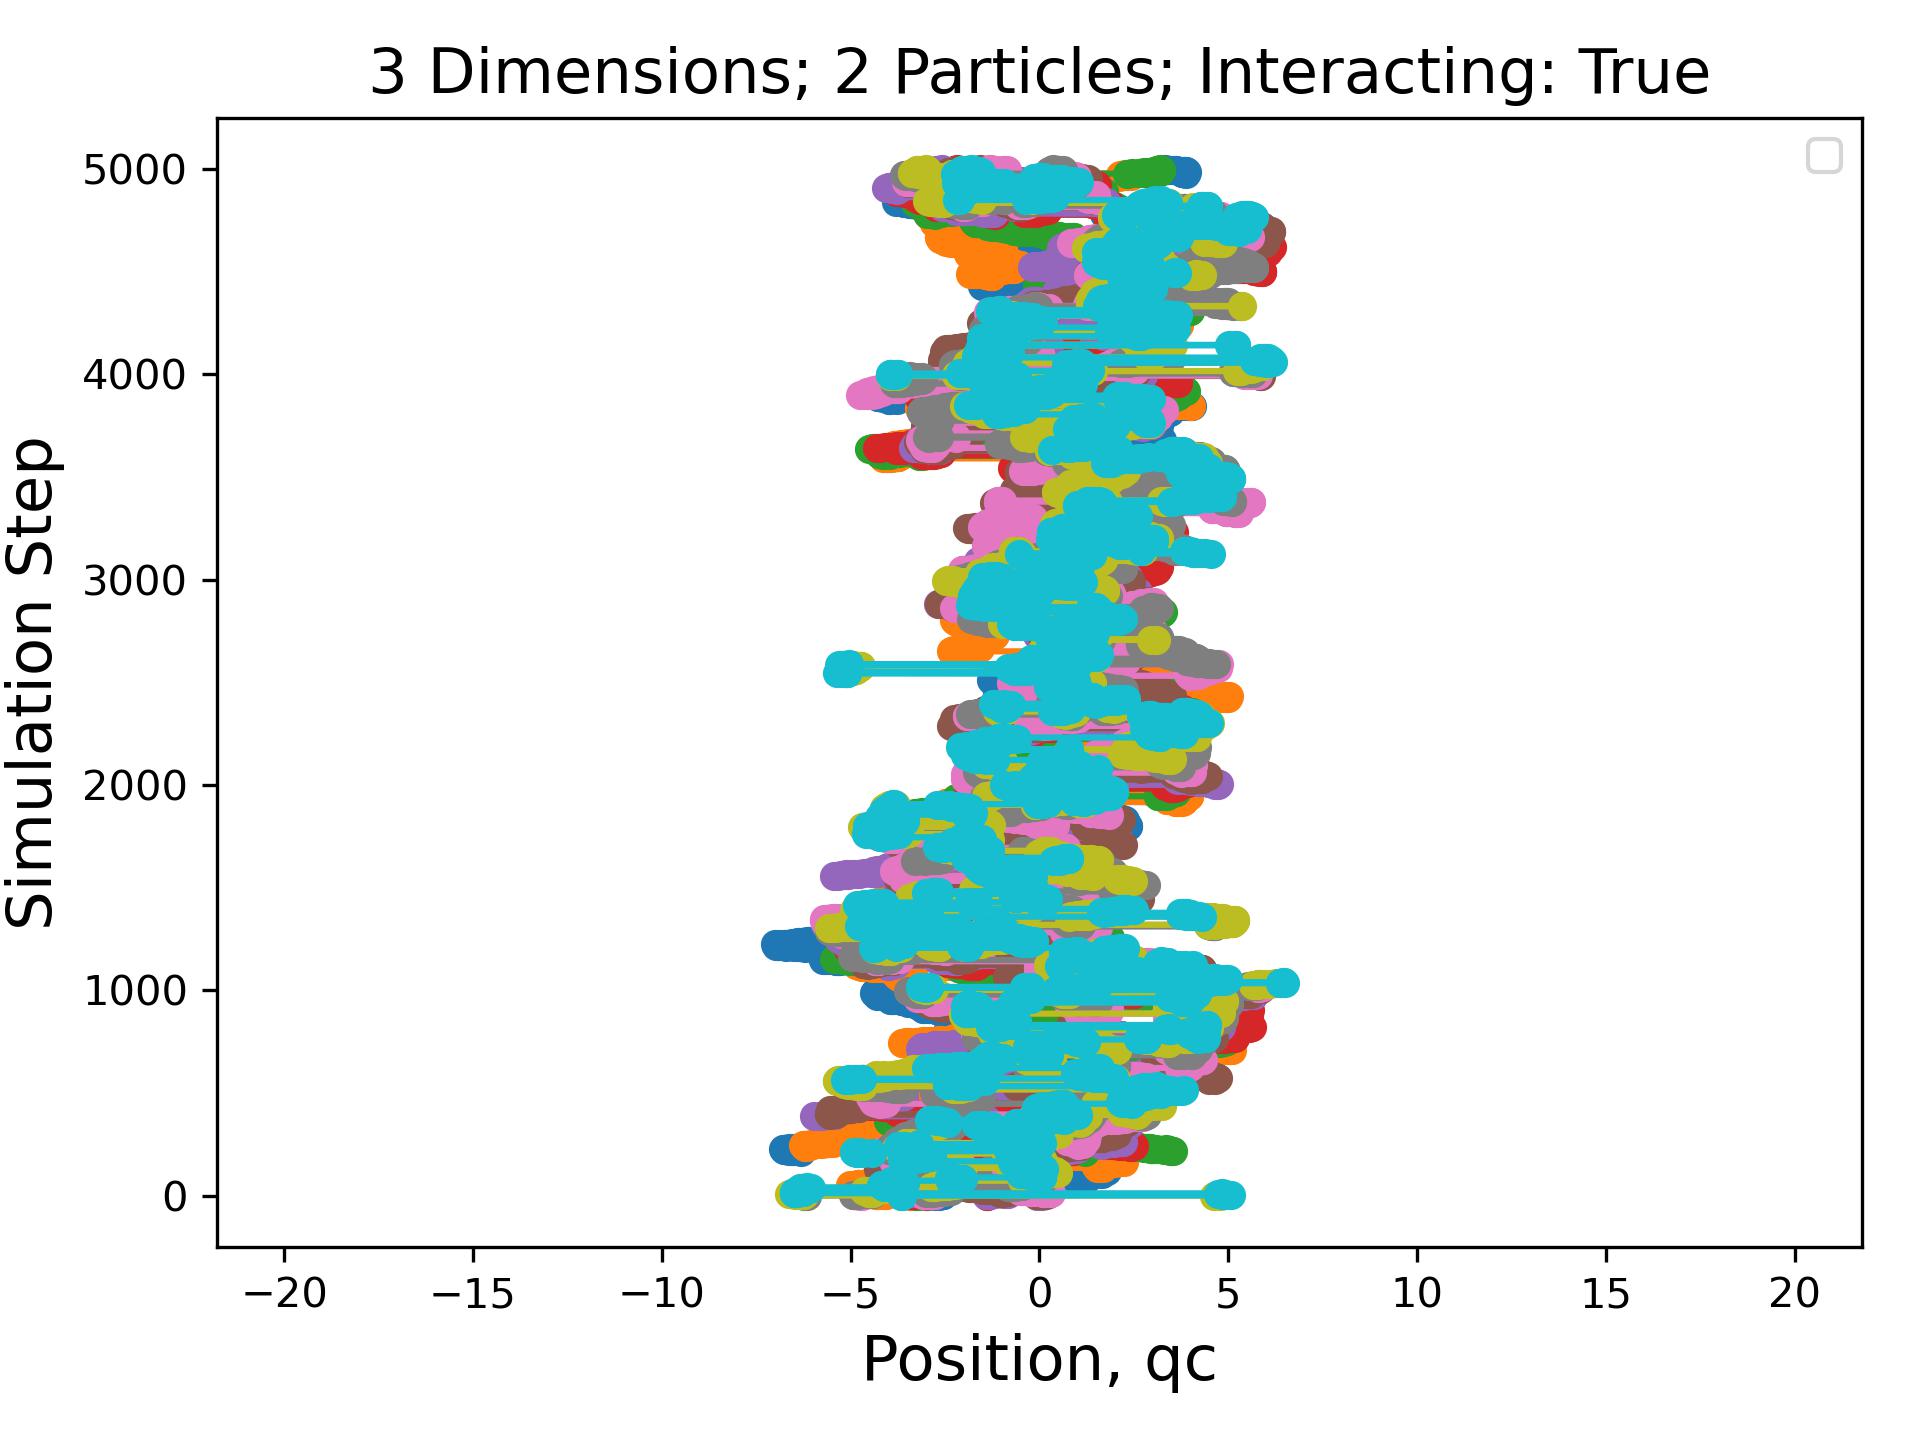 3 Dimensions; 2 Particles; Interacting: True
Simulation Step
5000
4000
3000
2000
1000
0
−20 −15 −10 −5 0 5 10 15 20
Position, qc